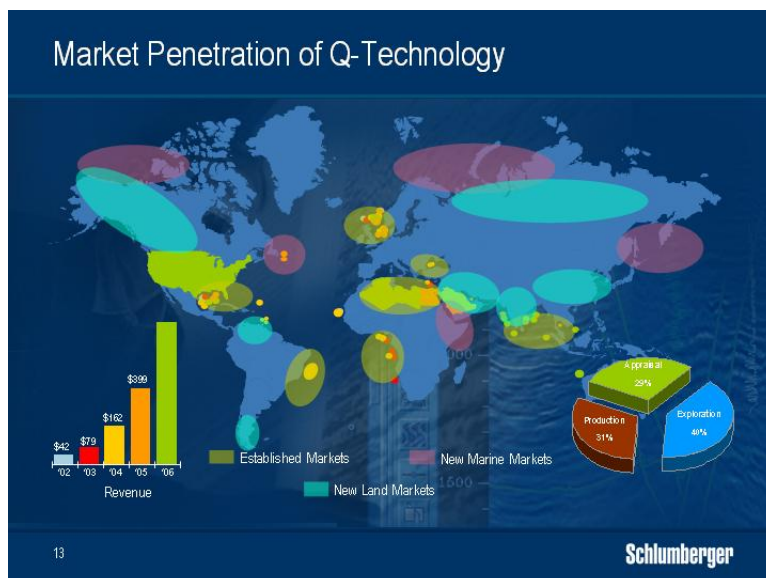 Market Penetration of Q-Technology
Appraisal
29%
Production
31%
Exploration
40%
$399
$162
$79
$42
'02 '03 '04 '05 '06
Revenue
Established Markets
New Marine Markets
New Land Markets
1500
13
Schlumberger